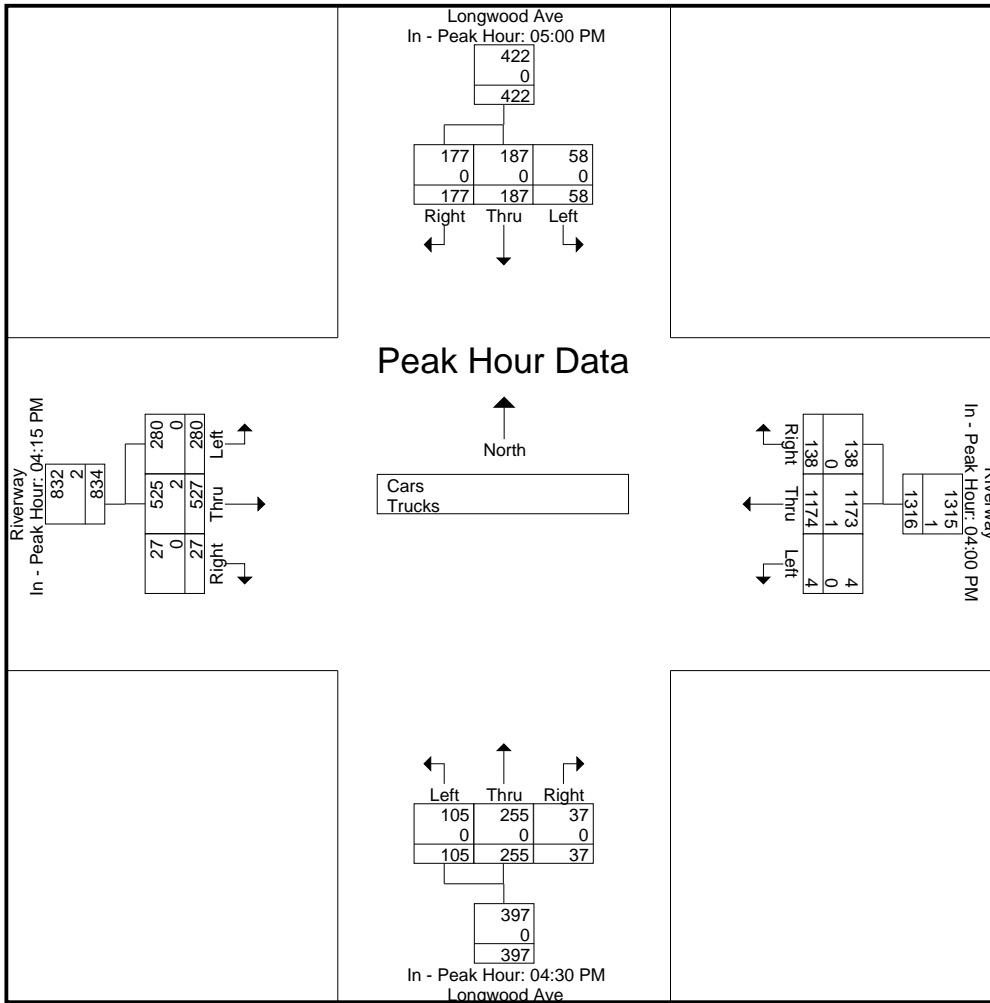 Longwood Ave
In - Peak Hour: 05:00 PM
422
0
422
177 187 58
0 0 0
177 187 58
Right Thru Left
Peak Hour Data
North
Cars
Trucks
Riverway
In - Peak Hour: 04:15 PM
832
2
834
280 0 280 Left
525 2 527 Thru
27 0 27 Right
Right 138 0 138
Thru 1174 1 1173
Left 4 0 4
1315
1
1316
In - Peak Hour: 04:00 PM
Riverway
Left Thru Right
105 255 37
0 0 0
105 255 37
397
0
397
In - Peak Hour: 04:30 PM
Longwood Ave